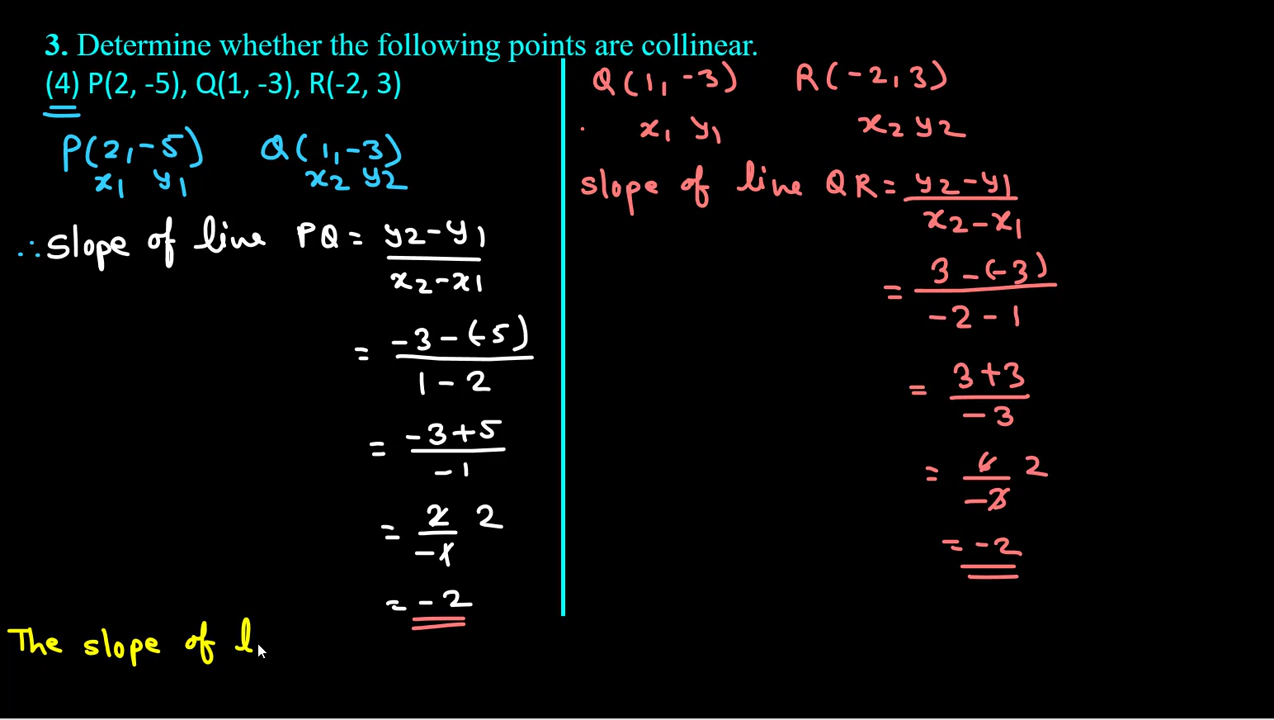 3. Determine whether the following points are collinear.
(4) P(2, -5), Q(1, -3), R(-2, 3)
P(2, -5) Q(1, -3)
x1 y1 x2 y2
∴ slope of line PQ = y2-y1
x2-x1
= -3-(-5)
1-2
= -3+5
-1
= 2 2
-1
= -2
Q(1, -3) R(-2, 3)
x1 y1 x2 y2
slope of line QR = y2-y1
x2-x1
= 3-(-3)
-2-1
= 3+3
-3
= 6 2
-3
= -2
The slope of l